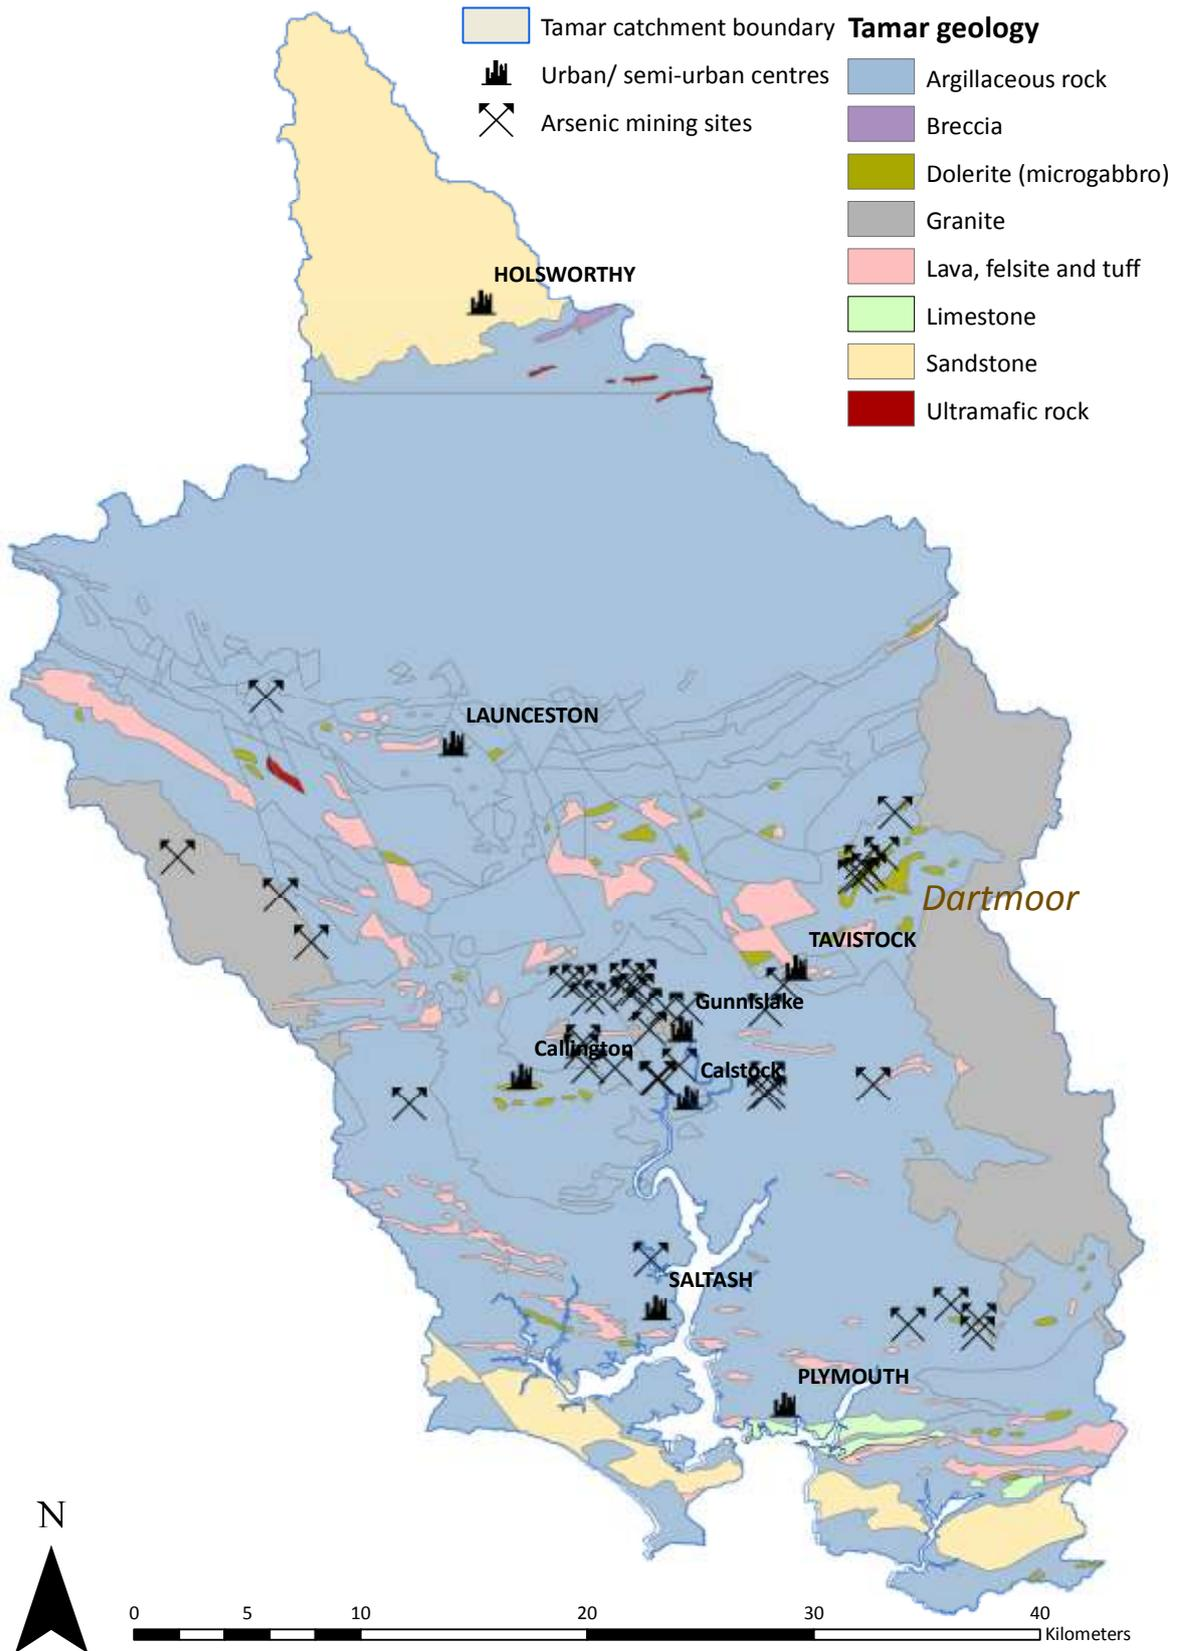 Tamar catchment boundary
Urban/ semi-urban centres
Arsenic mining sites
Tamar geology
Argillaceous rock
Breccia
Dolerite (microgabbro)
Granite
Lava, felsite and tuff
Limestone
Sandstone
Ultramafic rock
HOLSWORTHY
LAUNCESTON
Dartmoor
TAVISTOCK
Gunnislake
Callington
Calstock
SALTASH
PLYMOUTH
N
0 5 10 20 30 40
Kilometers